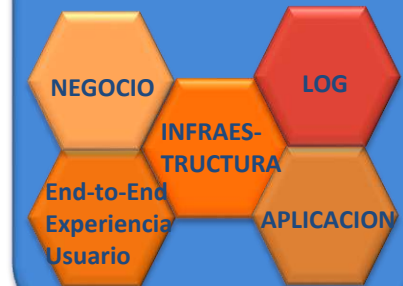 NEGOCIO
LOG
INFRAES-
TRUCTURA
End-to-End
Experiencia
Usuario
APLICACION